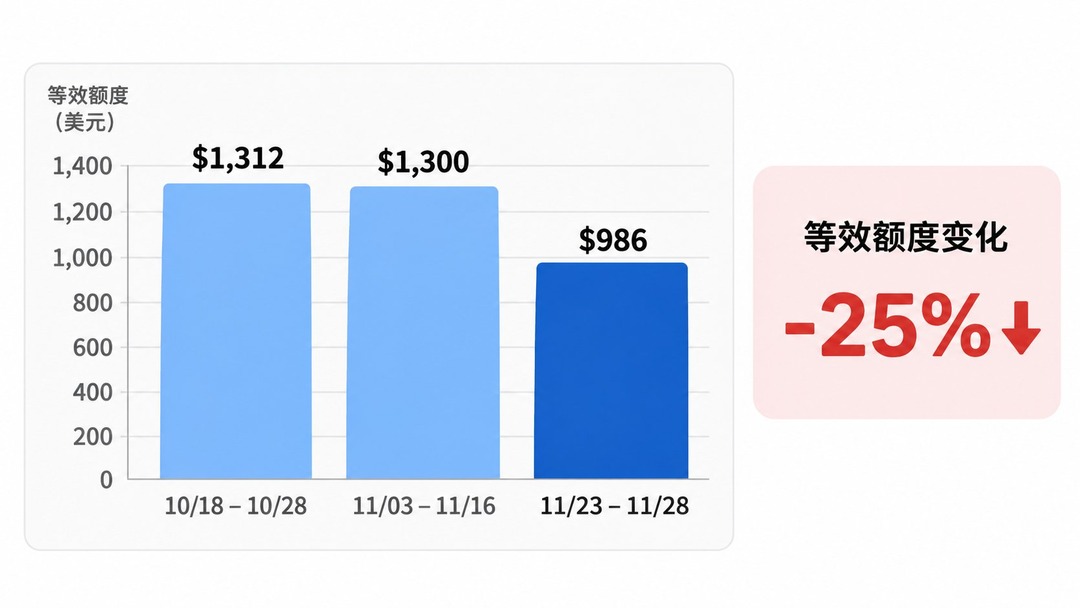 等效额度
（美元）
1,400
1,200
1,000
800
600
400
200
0
$1,312
$1,300
$986
10/18 – 10/28
11/03 – 11/16
11/23 – 11/28
等效额度变化
-25%↓